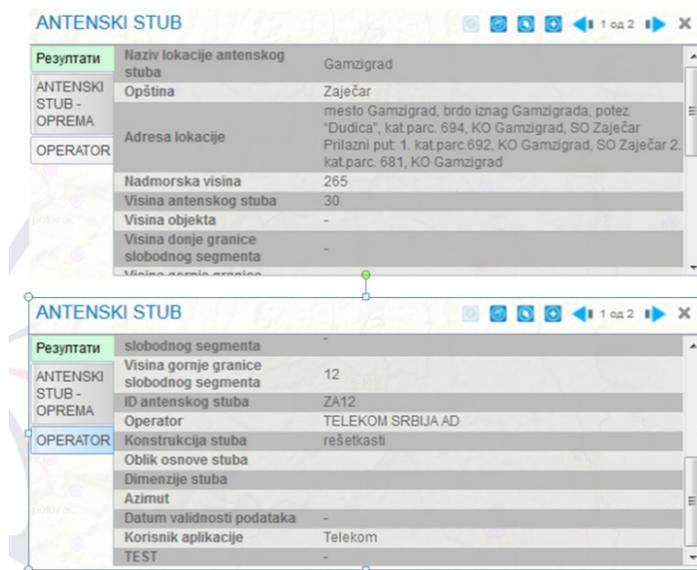 ANTENSKI STUB
1 од 2
Резултати
ANTENSKI
STUB -
OPREMA
OPERATOR
Naziv lokacije antenskog
stuba
Gamzigrad
Opština
Zaječar
Adresa lokacije
mesto Gamzigrad, brdo iznag Gamzigrada, potez
"Dudica", kat.parc. 694, KO Gamzigrad, SO Zaječar
Prilazni put: 1. kat.parc.692, KO Gamzigrad, SO Zaječar 2.
kat.parc. 681, KO Gamzigrad
Nadmorska visina
265
Visina antenskog stuba
30
Visina objekta
-
Visina donje granice
slobodnog segmenta
-
Visina gornje granice
ANTENSKI STUB
1 од 2
Резултати
ANTENSKI
STUB -
OPREMA
OPERATOR
slobodnog segmenta
-
Visina gornje granice
slobodnog segmenta
12
ID antenskog stuba
ZA12
Operator
TELEKOM SRBIJA AD
Konstrukcija stuba
rešetkasti
Oblik osnove stuba
Dimenzije stuba
Azimut
Datum validnosti podataka
-
Korisnik aplikacije
Telekom
TEST
-